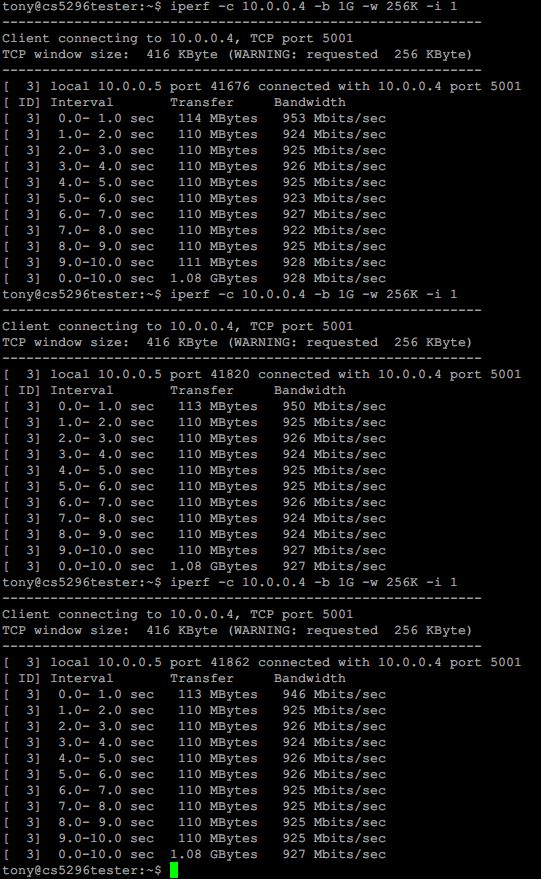 tony@cs5296tester:~$ iperf -c 10.0.0.4 -b 1G -w 256K -i 1
------------------------------------------------------------
Client connecting to 10.0.0.4, TCP port 5001
TCP window size:  416 KByte (WARNING: requested  256 KByte)
------------------------------------------------------------
[  3] local 10.0.0.5 port 41676 connected with 10.0.0.4 port 5001
[ ID] Interval       Transfer     Bandwidth
[  3]  0.0- 1.0 sec   114 MBytes   953 Mbits/sec
[  3]  1.0- 2.0 sec   110 MBytes   924 Mbits/sec
[  3]  2.0- 3.0 sec   110 MBytes   925 Mbits/sec
[  3]  3.0- 4.0 sec   110 MBytes   926 Mbits/sec
[  3]  4.0- 5.0 sec   110 MBytes   925 Mbits/sec
[  3]  5.0- 6.0 sec   110 MBytes   923 Mbits/sec
[  3]  6.0- 7.0 sec   110 MBytes   927 Mbits/sec
[  3]  7.0- 8.0 sec   110 MBytes   922 Mbits/sec
[  3]  8.0- 9.0 sec   110 MBytes   925 Mbits/sec
[  3]  9.0-10.0 sec   111 MBytes   928 Mbits/sec
[  3]  0.0-10.0 sec  1.08 GBytes   928 Mbits/sec
tony@cs5296tester:~$ iperf -c 10.0.0.4 -b 1G -w 256K -i 1
------------------------------------------------------------
Client connecting to 10.0.0.4, TCP port 5001
TCP window size:  416 KByte (WARNING: requested  256 KByte)
------------------------------------------------------------
[  3] local 10.0.0.5 port 41820 connected with 10.0.0.4 port 5001
[ ID] Interval       Transfer     Bandwidth
[  3]  0.0- 1.0 sec   113 MBytes   950 Mbits/sec
[  3]  1.0- 2.0 sec   110 MBytes   925 Mbits/sec
[  3]  2.0- 3.0 sec   110 MBytes   926 Mbits/sec
[  3]  3.0- 4.0 sec   110 MBytes   924 Mbits/sec
[  3]  4.0- 5.0 sec   110 MBytes   925 Mbits/sec
[  3]  5.0- 6.0 sec   110 MBytes   925 Mbits/sec
[  3]  6.0- 7.0 sec   110 MBytes   926 Mbits/sec
[  3]  7.0- 8.0 sec   110 MBytes   924 Mbits/sec
[  3]  8.0- 9.0 sec   110 MBytes   924 Mbits/sec
[  3]  9.0-10.0 sec   110 MBytes   927 Mbits/sec
[  3]  0.0-10.0 sec  1.08 GBytes   927 Mbits/sec
tony@cs5296tester:~$ iperf -c 10.0.0.4 -b 1G -w 256K -i 1
------------------------------------------------------------
Client connecting to 10.0.0.4, TCP port 5001
TCP window size:  416 KByte (WARNING: requested  256 KByte)
------------------------------------------------------------
[  3] local 10.0.0.5 port 41862 connected with 10.0.0.4 port 5001
[ ID] Interval       Transfer     Bandwidth
[  3]  0.0- 1.0 sec   113 MBytes   946 Mbits/sec
[  3]  1.0- 2.0 sec   110 MBytes   925 Mbits/sec
[  3]  2.0- 3.0 sec   110 MBytes   926 Mbits/sec
[  3]  3.0- 4.0 sec   110 MBytes   924 Mbits/sec
[  3]  4.0- 5.0 sec   110 MBytes   926 Mbits/sec
[  3]  5.0- 6.0 sec   110 MBytes   926 Mbits/sec
[  3]  6.0- 7.0 sec   110 MBytes   925 Mbits/sec
[  3]  7.0- 8.0 sec   110 MBytes   925 Mbits/sec
[  3]  8.0- 9.0 sec   110 MBytes   925 Mbits/sec
[  3]  9.0-10.0 sec   110 MBytes   925 Mbits/sec
[  3]  0.0-10.0 sec  1.08 GBytes   927 Mbits/sec
tony@cs5296tester:~$